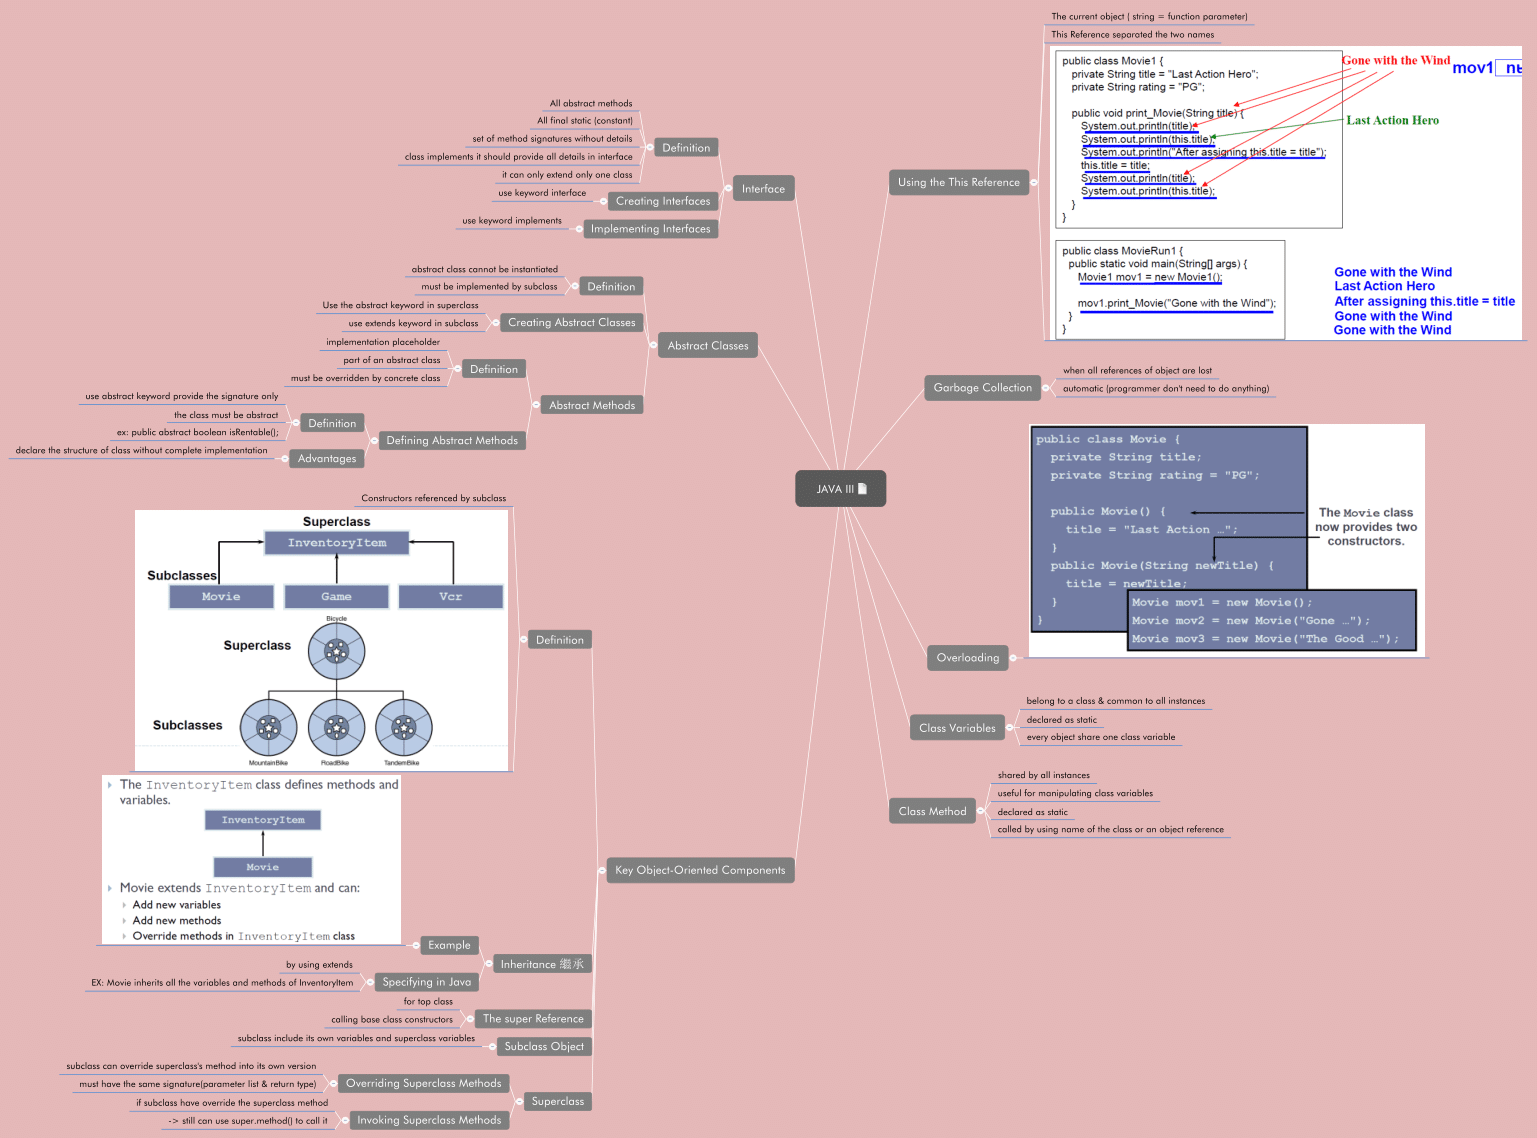 JAVA III
Using the This Reference
The current object ( string = function parameter)
This Reference separated the two names
public class Movie1 {
private String title = "Last Action Hero";
private String rating = "PG";
public void print_Movie(String title) {
System.out.println(title);
System.out.println(this.title);
System.out.println("After assigning this.title = title");
this.title = title;
System.out.println(title);
System.out.println(this.title);
}
}
Gone with the Wind
mov1
Last Action Hero
public class MovieRun1 {
public static void main(String[] args) {
Movie1 mov1 = new Movie1();
mov1.print_Movie("Gone with the Wind");
}
}
Gone with the Wind
Last Action Hero
After assigning this.title = title
Gone with the Wind
Gone with the Wind
Garbage Collection
when all references of object are lost
automatic (programmer don't need to do anything)
Overloading
public class Movie {
private String title;
private String rating = "PG";
public Movie() {
title = "Last Action …";
}
public Movie(String newTitle) {
title = newTitle;
}
}
The Movie class
now provides two
constructors.
Movie mov1 = new Movie();
Movie mov2 = new Movie("Gone …");
Movie mov3 = new Movie("The Good …");
Class Variables
belong to a class & common to all instances
declared as static
every object share one class variable
Class Method
shared by all instances
useful for manipulating class variables
declared as static
called by using name of the class or an object reference
Interface
Definition
All abstract methods
All final static (constant)
set of method signatures without details
class implements it should provide all details in interface
it can only extend only one class
Creating Interfaces
use keyword interface
Implementing Interfaces
use keyword implements
Abstract Classes
Definition
abstract class cannot be instantiated
must be implemented by subclass
Creating Abstract Classes
Use the abstract keyword in superclass
use extends keyword in subclass
Abstract Methods
Definition
implementation placeholder
part of an abstract class
must be overridden by concrete class
Defining Abstract Methods
Definition
use abstract keyword provide the signature only
the class must be abstract
ex: public abstract boolean isRentable();
Advantages
declare the structure of class without complete implementation
Key Object-Oriented Components
Definition
Constructors referenced by subclass
Superclass
InventoryItem
Subclasses
Movie
Game
Vcr
Bicycle
Superclass
Subclasses
MountainBike
RoadBike
TandemBike
Inheritance 繼承
Example
The InventoryItem class defines methods and
variables.
InventoryItem
Movie
Movie extends InventoryItem and can:
Add new variables
Add new methods
Override methods in InventoryItem class
Specifying in Java
by using extends
EX: Movie inherits all the variables and methods of InventoryItem
The super Reference
for top class
calling base class constructors
Subclass Object
subclass include its own variables and superclass variables
Superclass
Overriding Superclass Methods
subclass can override superclass's method into its own version
must have the same signature(parameter list & return type)
Invoking Superclass Methods
if subclass have override the superclass method
-> still can use super.method() to call it